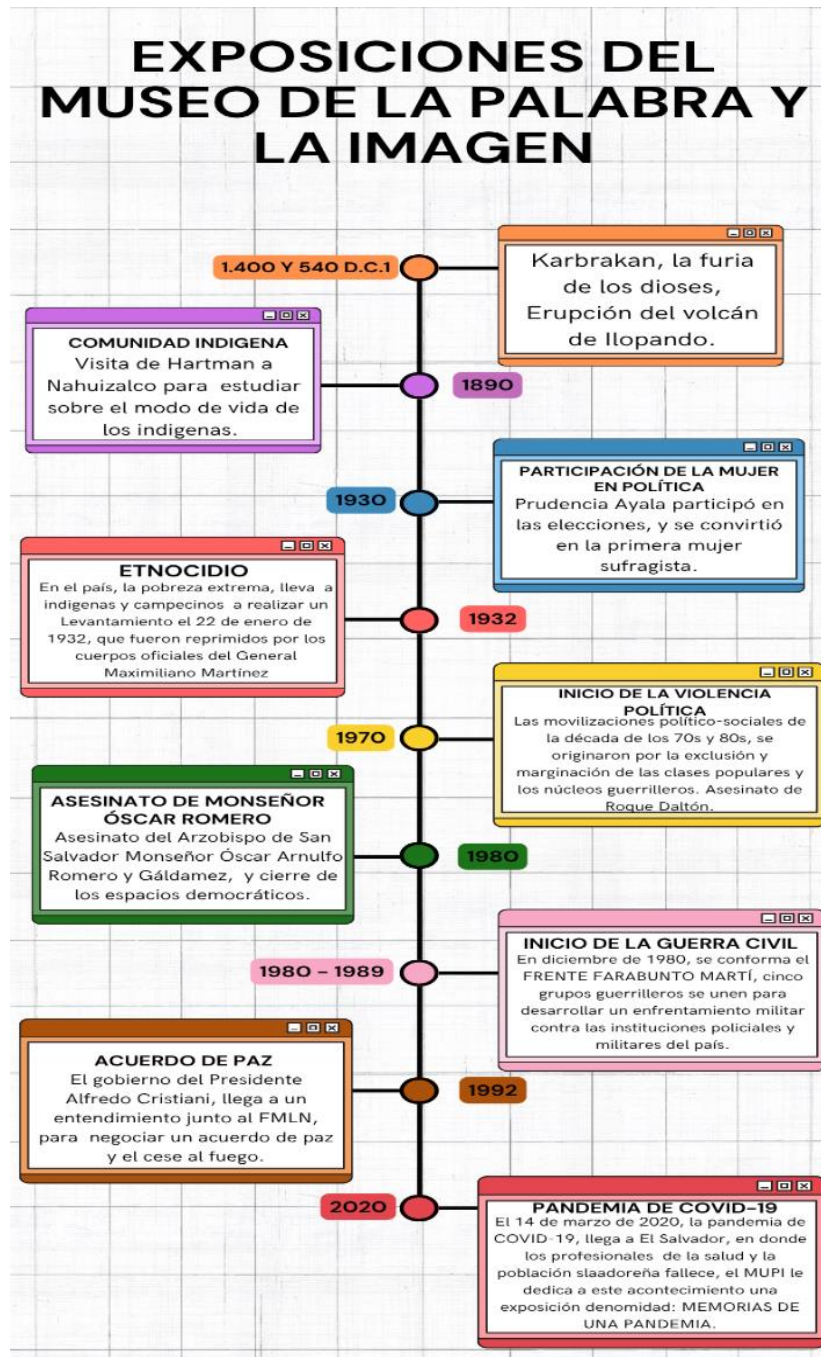 EXPOSICIONES DEL
MUSEO DE LA PALABRA Y
LA IMAGEN
1.400 Y 540 D.C.1
Karbrakan, la furia
de los dioses,
Erupción del volcán
de Ilopando.
COMUNIDAD INDIGENA
Visita de Hartman a
Nahuizalco para estudiar
sobre el modo de vida de
los indigenas.
1890
1930
PARTICIPACIÓN DE LA MUJER
EN POLÍTICA
Prudencia Ayala participó en
las elecciones, y se convirtió
en la primera mujer
sufragista.
ETNOCIDIO
En el país, la pobreza extrema, lleva a
indigenas y campecinos a realizar un
Levantamiento el 22 de enero de
1932, que fueron reprimidos por los
cuerpos oficiales del General
Maximiliano Martínez
1932
1970
INICIO DE LA VIOLENCIA
POLÍTICA
Las movilizaciones político-sociales de
la década de los 70s y 80s, se
originaron por la exclusión y
marginación de las clases populares y
los núcleos guerrilleros. Asesinato de
Roque Daltón.
ASESINATO DE MONSEÑOR
ÓSCAR ROMERO
Asesinato del Arzobispo de San
Salvador Monseñor Óscar Arnulfo
Romero y Gáldamez, y cierre de
los espacios democráticos.
1980
1980 - 1989
INICIO DE LA GUERRA CIVIL
En diciembre de 1980, se conforma el
FRENTE FARABUNTO MARTÍ, cinco
grupos guerrilleros se unen para
desarrollar un enfrentamiento militar
contra las instituciones policiales y
militares del país.
ACUERDO DE PAZ
El gobierno del Presidente
Alfredo Cristiani, llega a un
entendimiento junto al FMLN,
para negociar un acuerdo de paz
y el cese al fuego.
1992
2020
PANDEMIA DE COVID-19
El 14 de marzo de 2020, la pandemia de
COVID-19, llega a El Salvador, en donde
los profesionales de la salud y la
población slaadoreña fallece, el MUPI le
dedica a este acontecimiento una
exposición denomidad: MEMORIAS DE
UNA PANDEMIA.